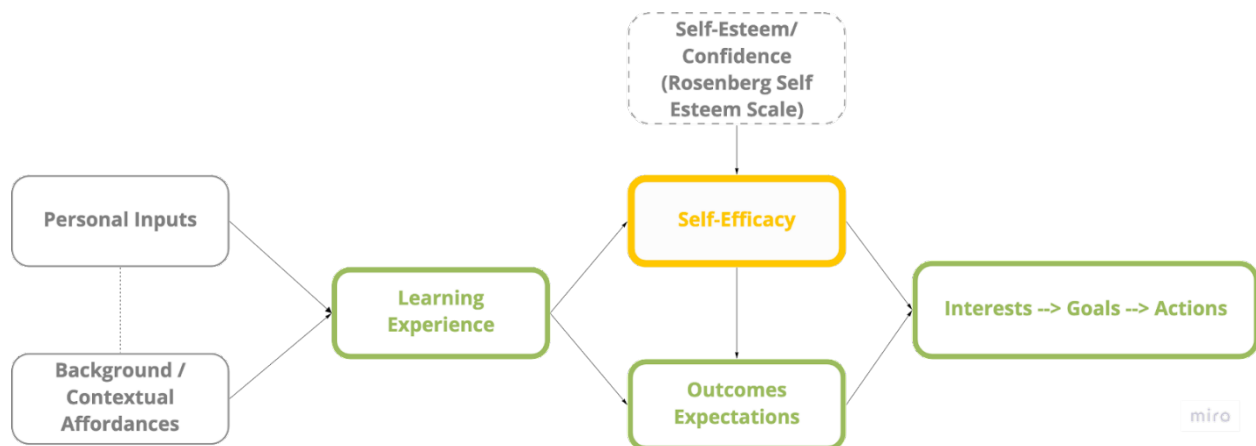 Self-Esteem/
Confidence
(Rosenberg Self
Esteem Scale)
Personal Inputs
Self-Efficacy
Learning
Experience
Interests --> Goals --> Actions
Background /
Contextual
Affordances
Outcomes
Expectations
miro